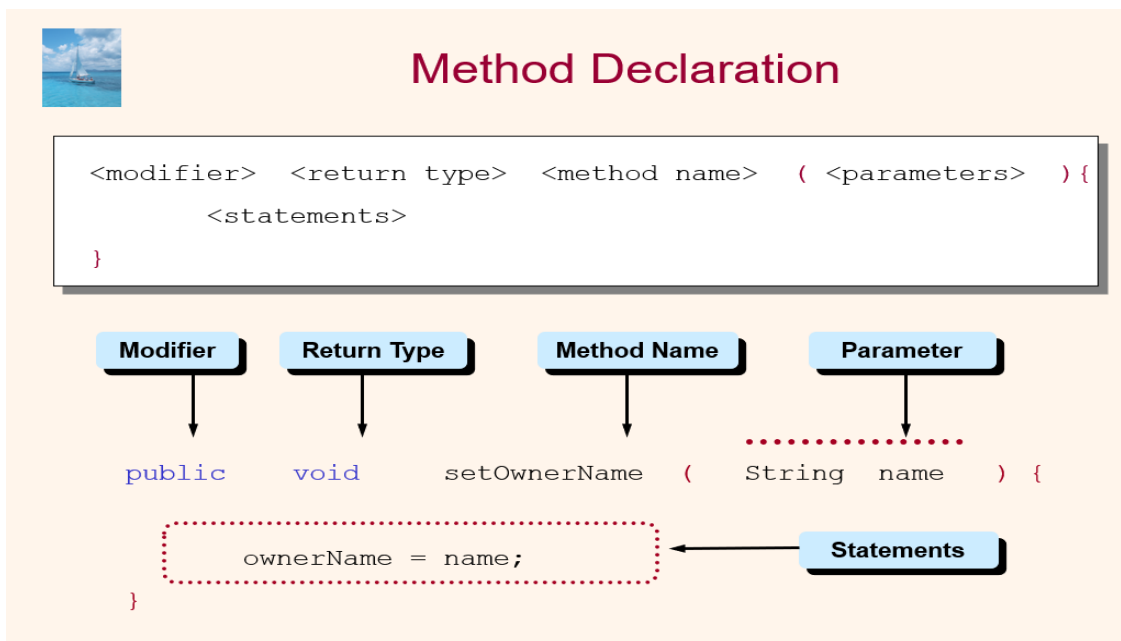 Method Declaration
<modifier> <return type> <method name> ( <parameters> ){
<statements>
}
Modifier Return Type Method Name Parameter
public void setOwnerName ( String name ) {
ownerName = name;
Statements
}